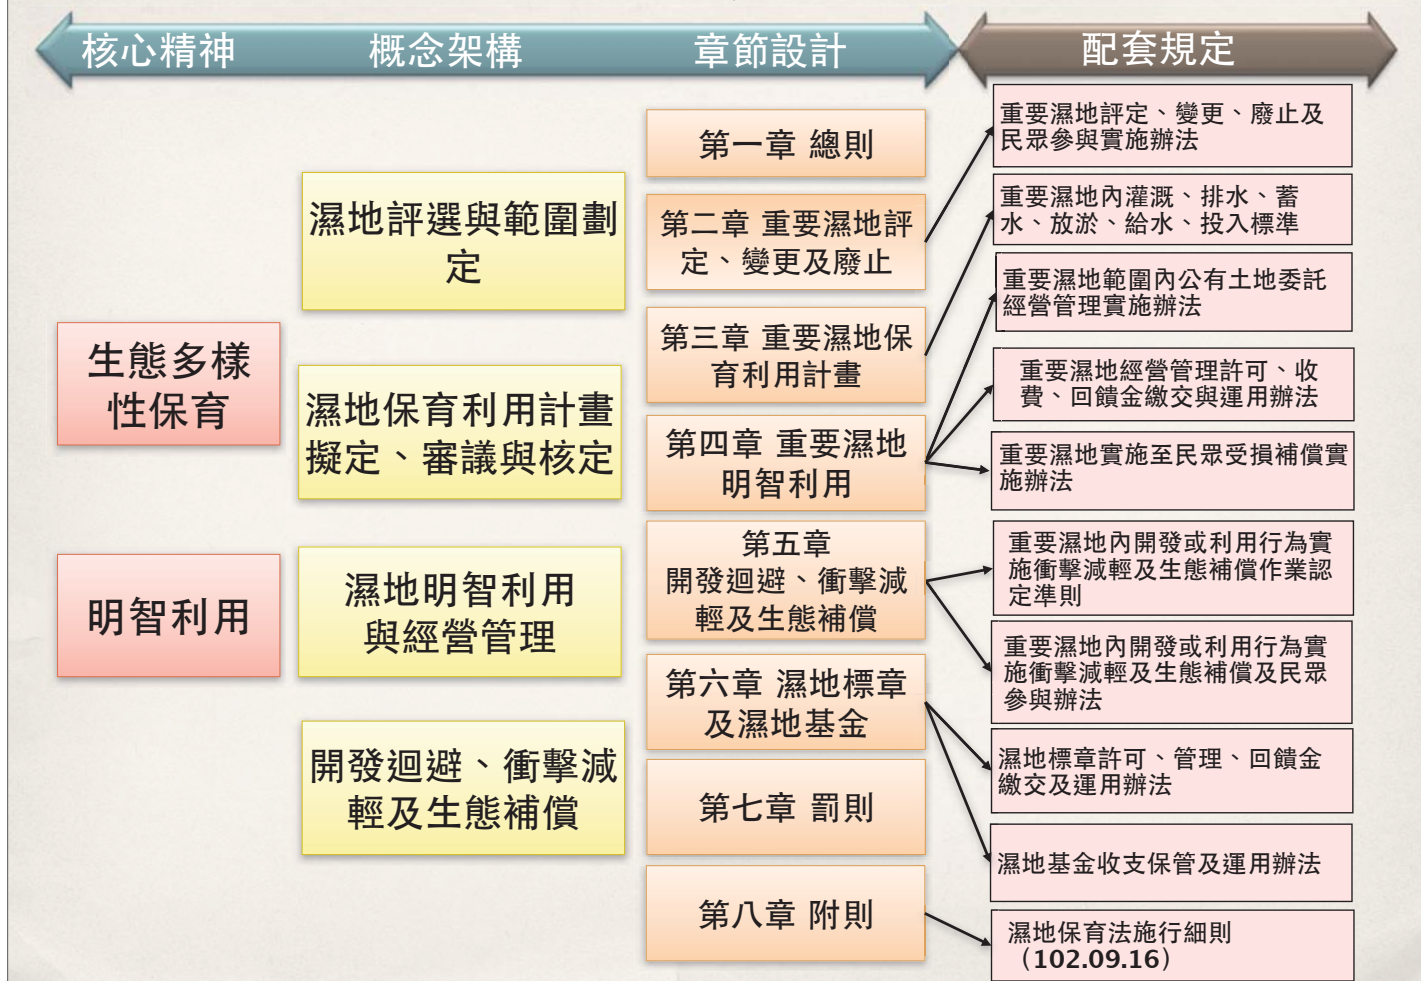 核心精神
概念架構
章節設計
配套規定
生態多樣
性保育
明智利用
濕地評選與範圍劃
定
濕地保育利用計畫
擬定、審議與核定
濕地明智利用
與經營管理
開發迴避、衝擊減
輕及生態補償
第一章 總則
第二章 重要濕地評
定、變更及廢止
第三章 重要濕地保
育利用計畫
第四章 重要濕地
明智利用
第五章
開發迴避、衝擊減
輕及生態補償
第六章 濕地標章
及濕地基金
第七章 罰則
第八章 附則
重要濕地評定、變更、廢止及
民眾參與實施辦法
重要濕地內灌溉、排水、蓄
水、放淤、給水、投入標準
重要濕地範圍內公有土地委託
經營管理實施辦法
重要濕地經營管理許可、收
費、回饋金繳交與運用辦法
重要濕地實施至民眾受損補償實
施辦法
重要濕地內開發或利用行為實
施衝擊減輕及生態補償作業認
定準則
重要濕地內開發或利用行為實
施衝擊減輕及生態補償及民眾
參與辦法
濕地標章許可、管理、回饋金
繳交及運用辦法
濕地基金收支保管及運用辦法
濕地保育法施行細則
（102.09.16）